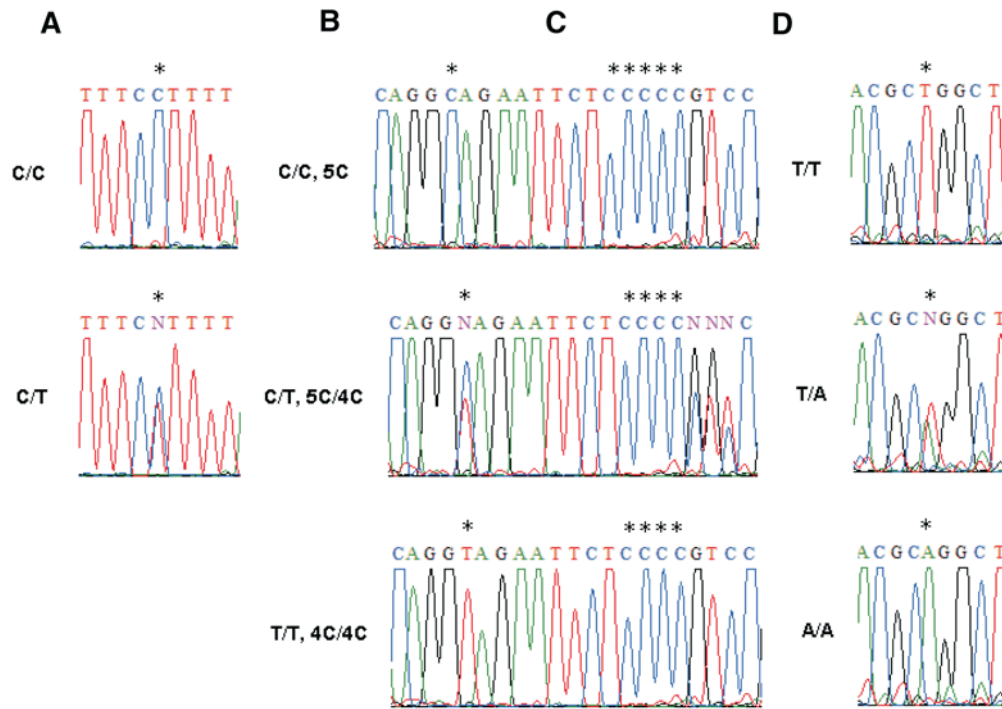 A B C D
* * ***** *
TTTCCTTTT CAGGCAGAATTCTCCCCCGTCC ACGCTGGCT
C/C C/C, 5C T/T
* * **** *
TTTCNTTTT CAGGNAGAATTCTCCCCNNNC ACGCNGGCT
C/T C/T, 5C/4C T/A
* **** *
CAGGTAGAATTCTCCCCGTCC ACGCAGGCT
T/T, 4C/4C A/A